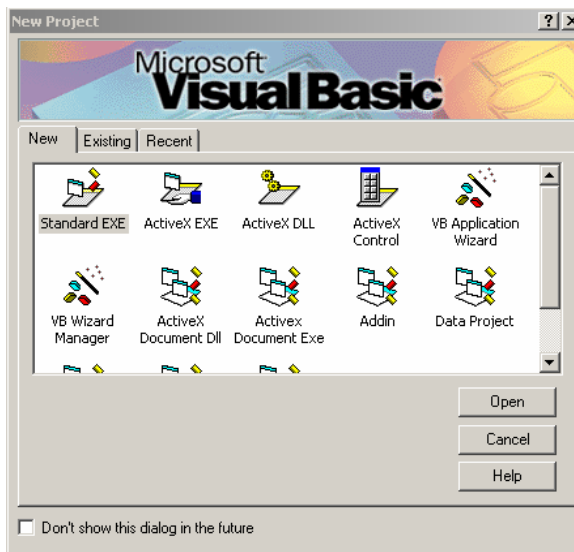 New Project
Microsoft
Visual Basic
New Existing Recent
Standard EXE ActiveX EXE ActiveX DLL ActiveX Control VB Application Wizard
VB Wizard Manager ActiveX Document Dll Activex Document Exe Addin Data Project
Open
Cancel
Help
Don't show this dialog in the future